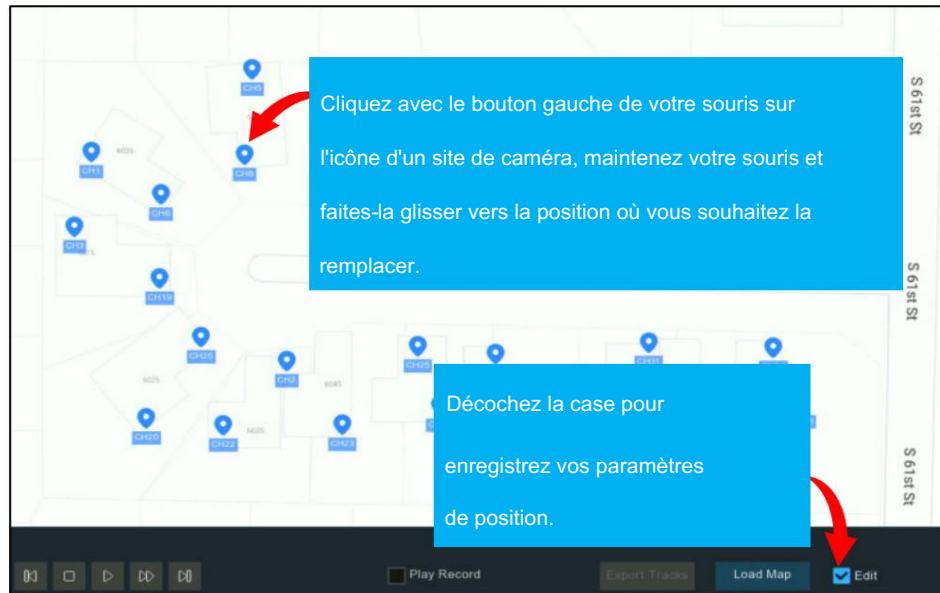 CH5
S 61st St
Cliquez avec le bouton gauche de votre souris sur
l'icône d'un site de caméra, maintenez votre souris et
faites-la glisser vers la position où vous souhaitez la
remplacer.
6035
CH1
CH8
CH6
CH3
S 61st St
CH19
CH26
CH2
CH25
CH31
6025
6045
Décochez la case pour
enregistrez vos paramètres
de position.
CH20
CH22
CH23
S 61st St
Play Record
Export Tracks
Load Map
Edit